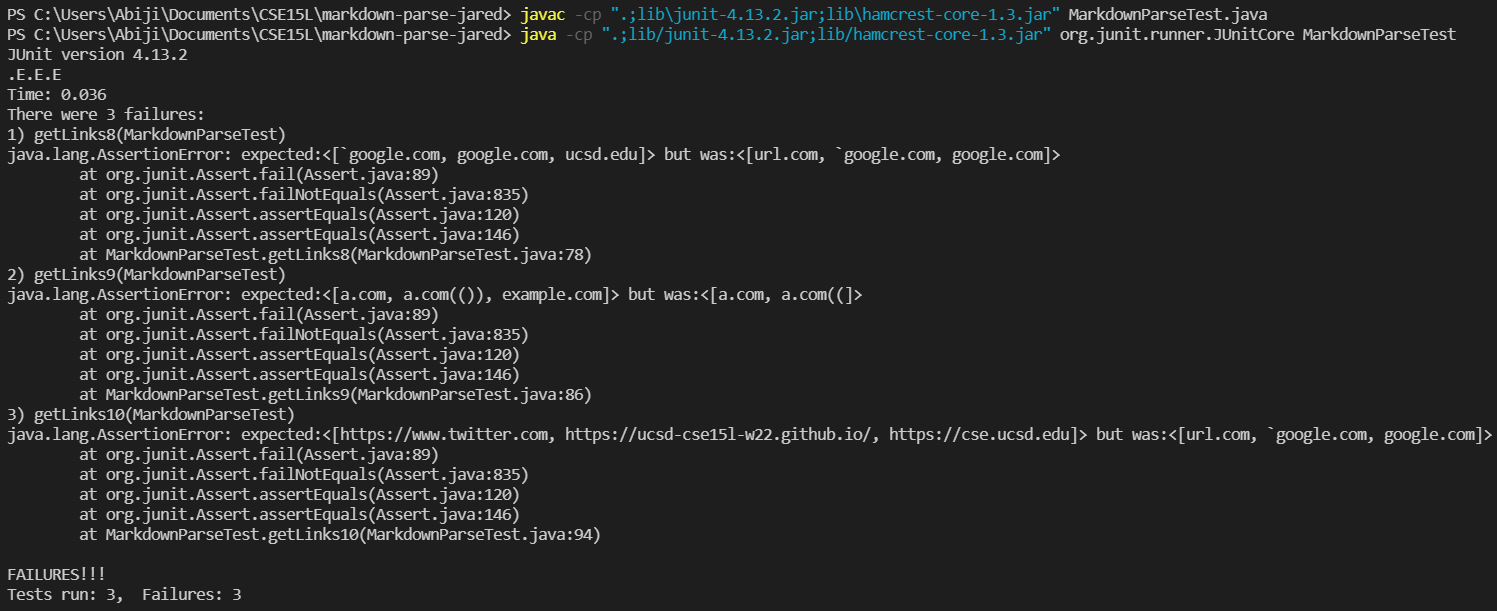 PS C:\Users\Abiji\Documents\CSE15L\markdown-parse-jared> javac -cp ".;lib\junit-4.13.2.jar;lib\hamcrest-core-1.3.jar" MarkdownParseTest.java
PS C:\Users\Abiji\Documents\CSE15L\markdown-parse-jared> java -cp ".;lib/junit-4.13.2.jar;lib/hamcrest-core-1.3.jar" org.junit.runner.JUnitCore MarkdownParseTest
JUnit version 4.13.2
.E.E.E
Time: 0.036
There were 3 failures:
1) getLinks8(MarkdownParseTest)
java.lang.AssertionError: expected:<[`google.com, google.com, ucsd.edu]> but was:<[url.com, `google.com, google.com]>
        at org.junit.Assert.fail(Assert.java:89)
        at org.junit.Assert.failNotEquals(Assert.java:835)
        at org.junit.Assert.assertEquals(Assert.java:120)
        at org.junit.Assert.assertEquals(Assert.java:146)
        at MarkdownParseTest.getLinks8(MarkdownParseTest.java:78)
2) getLinks9(MarkdownParseTest)
java.lang.AssertionError: expected:<[a.com, a.com(()), example.com]> but was:<[a.com, a.com((]>
        at org.junit.Assert.fail(Assert.java:89)
        at org.junit.Assert.failNotEquals(Assert.java:835)
        at org.junit.Assert.assertEquals(Assert.java:120)
        at org.junit.Assert.assertEquals(Assert.java:146)
        at MarkdownParseTest.getLinks9(MarkdownParseTest.java:86)
3) getLinks10(MarkdownParseTest)
java.lang.AssertionError: expected:<[https://www.twitter.com, https://ucsd-cse15l-w22.github.io/, https://cse.ucsd.edu]> but was:<[url.com, `google.com, google.com]>
        at org.junit.Assert.fail(Assert.java:89)
        at org.junit.Assert.failNotEquals(Assert.java:835)
        at org.junit.Assert.assertEquals(Assert.java:120)
        at org.junit.Assert.assertEquals(Assert.java:146)
        at MarkdownParseTest.getLinks10(MarkdownParseTest.java:94)

FAILURES!!!
Tests run: 3,  Failures: 3